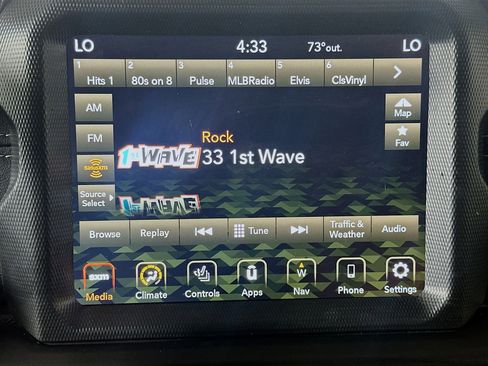 LO 4:33 73°out. LO
1 2 3 4 5 6
Hits 1 80s on 8 Pulse MLBRadio Elvis ClsVinyl
AM
Map
FM
Fav
Rock
1st WAVE 33 1st Wave
SiriusXM
Source
Select
Browse Replay Tune Traffic & Weather Audio
sxm W
Media Climate Controls Apps Nav Phone Settings